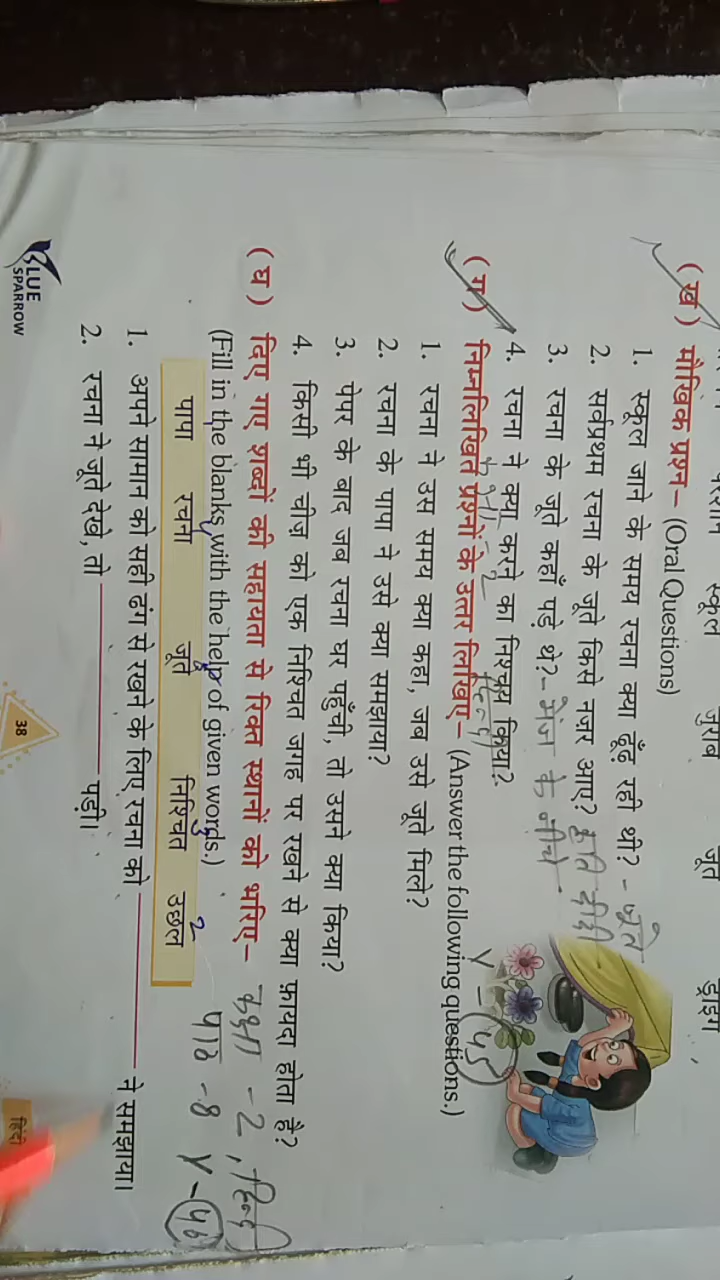 परेशान स्कूल जुराब जूते ड्राइंग
(ख) मौखिक प्रश्न– (Oral Questions)
1. स्कूल जाने के समय रचना क्या ढूँढ़ रही थी? - जूते
2. सर्वप्रथम रचना के जूते किसे नज़र आए?
3. रचना के जूते कहाँ पड़े थे?- मेज के नीचे -
4. रचना ने क्या करने का निश्चय किया?
(ग) निम्नलिखित प्रश्नों के उत्तर लिखिए– (Answer the following questions.)
1. रचना ने उस समय क्या कहा, जब उसे जूते मिले?
2. रचना के पापा ने उसे क्या समझाया?
3. पेपर के बाद जब रचना घर पहुँची, तो उसने क्या किया?
4. किसी भी चीज़ को एक निश्चित जगह पर रखने से क्या फ़ायदा होता है?
V - 45
(घ) दिए गए शब्दों की सहायता से रिक्त स्थानों को भरिए–
(Fill in the blanks with the help of given words.)
कक्षा - 2, हिन्दी
पाठ - 8 V - 46
पापा रचना जूते निश्चित उछल
2
1. अपने सामान को सही ढंग से रखने के लिए रचना को ने समझाया।
2. रचना ने जूते देखे, तो पड़ी।
BLUE
SPARROW
38
हिंदी